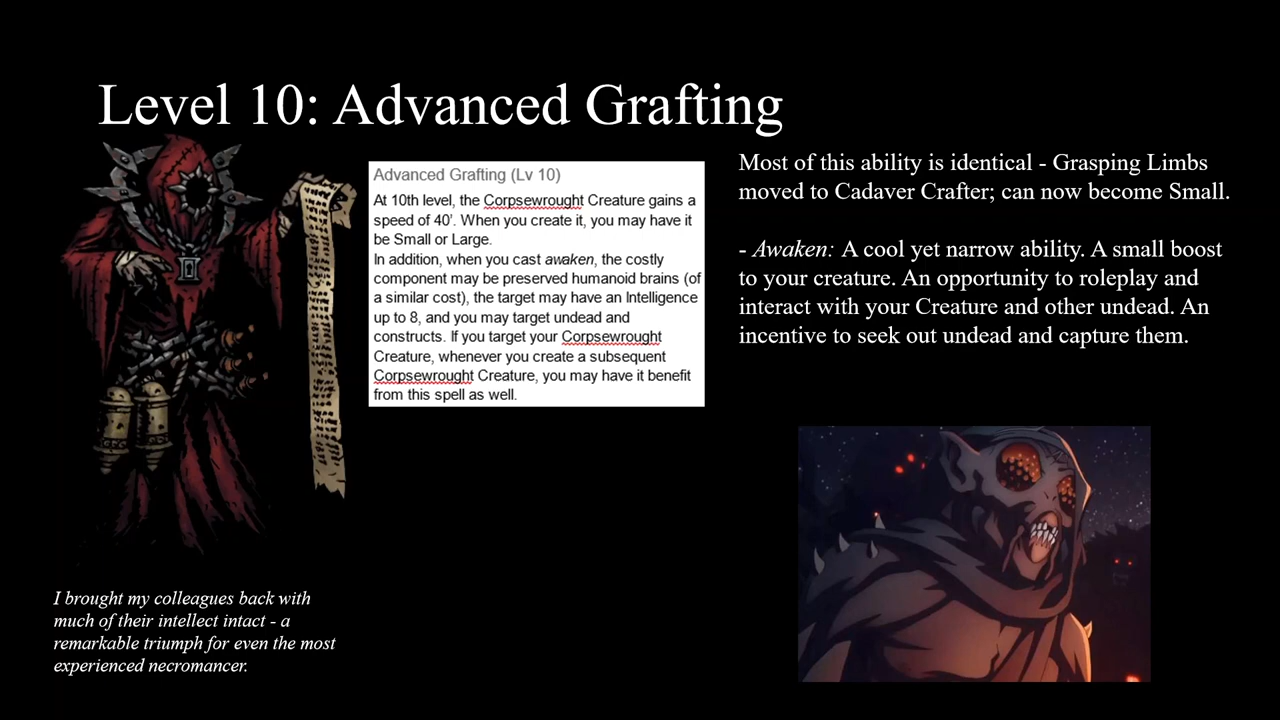 Level 10: Advanced Grafting
Advanced Grafting (Lv 10)
At 10th level, the Corpsewrought Creature gains a
speed of 40'. When you create it, you may have it
be Small or Large.
In addition, when you cast awaken, the costly
component may be preserved humanoid brains (of
a similar cost), the target may have an Intelligence
up to 8, and you may target undead and
constructs. If you target your Corpsewrought
Creature, whenever you create a subsequent
Corpsewrought Creature, you may have it benefit
from this spell as well.
Most of this ability is identical - Grasping Limbs
moved to Cadaver Crafter; can now become Small.
- Awaken: A cool yet narrow ability. A small boost
to your creature. An opportunity to roleplay and
interact with your Creature and other undead. An
incentive to seek out undead and capture them.
I brought my colleagues back with
much of their intellect intact - a
remarkable triumph for even the most
experienced necromancer.